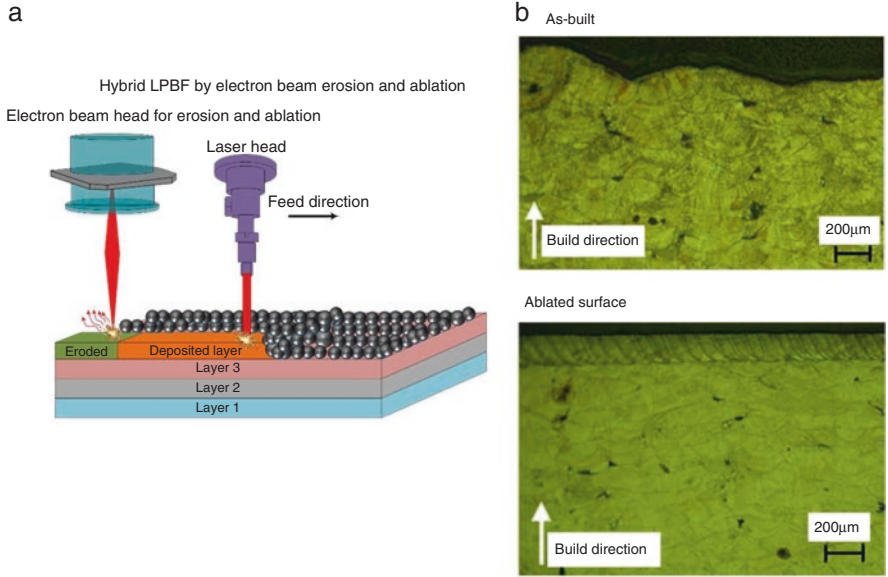 a
Hybrid LPBF by electron beam erosion and ablation
Electron beam head for erosion and ablation
Laser head
Feed direction
Eroded
Deposited layer
Layer 3
Layer 2
Layer 1
b
As-built
Build direction
200μm
Ablated surface
Build direction
200μm